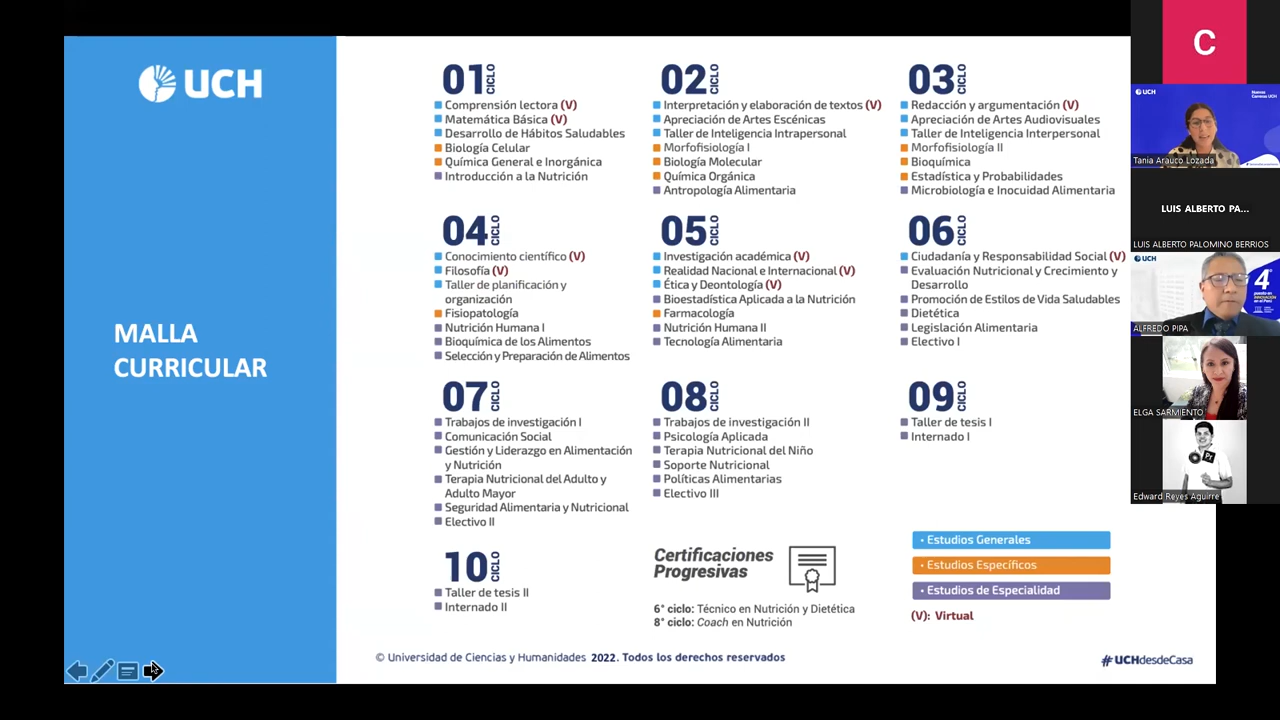 UCH
MALLA
CURRICULAR
01 CICLO
Comprensión lectora (V)
Matemática Básica (V)
Desarrollo de Hábitos Saludables
Biología Celular
Química General e Inorgánica
Introducción a la Nutrición
02 CICLO
Interpretación y elaboración de textos (V)
Apreciación de Artes Escénicas
Taller de Inteligencia Intrapersonal
Morfofisiología I
Biología Molecular
Química Orgánica
Antropología Alimentaria
03 CICLO
Redacción y argumentación (V)
Apreciación de Artes Audiovisuales
Taller de Inteligencia Interpersonal
Morfofisiología II
Bioquímica
Estadística y Probabilidades
Microbiología e Inocuidad Alimentaria
04 CICLO
Conocimiento científico (V)
Filosofía (V)
Taller de planificación y
organización
Fisiopatología
Nutrición Humana I
Bioquímica de los Alimentos
Selección y Preparación de Alimentos
05 CICLO
Investigación académica (V)
Realidad Nacional e Internacional (V)
Ética y Deontología (V)
Bioestadística Aplicada a la Nutrición
Farmacología
Nutrición Humana II
Tecnología Alimentaria
06 CICLO
Ciudadanía y Responsabilidad Social (V)
Evaluación Nutricional y Crecimiento y
Desarrollo
Promoción de Estilos de Vida Saludables
Dietética
Legislación Alimentaria
Electivo I
07 CICLO
Trabajos de investigación I
Comunicación Social
Gestión y Liderazgo en Alimentación
y Nutrición
Terapia Nutricional del Adulto y
Adulto Mayor
Seguridad Alimentaria y Nutricional
Electivo II
08 CICLO
Trabajos de investigación II
Psicología Aplicada
Terapia Nutricional del Niño
Soporte Nutricional
Políticas Alimentarias
Electivo III
09 CICLO
Taller de tesis I
Internado I
10 CICLO
Taller de tesis II
Internado II
Certificaciones
Progresivas
6° ciclo: Técnico en Nutrición y Dietética
8° ciclo: Coach en Nutrición
• Estudios Generales
• Estudios Específicos
• Estudios de Especialidad
(V): Virtual
© Universidad de Ciencias y Humanidades 2022. Todos los derechos reservados
#UCHdesdeCasa
C
UCH
Nuevas
Carreras UCH
Tania Arauco Lozada
LUIS ALBERTO PA...
LUIS ALBERTO PALOMINO BERRIOS
UCH
4°
ALFREDO PIPA
ELGA SARMIENTO
Pr
Edward Reyes Aguirre